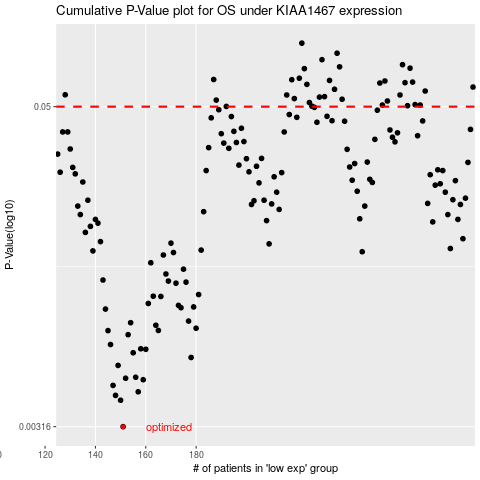 Cumulative P-Value plot for OS under KIAA1467 expression
0.05
P-Value(log10)
optimized
0.00316
0 120 140 160 180
# of patients in 'low exp' group